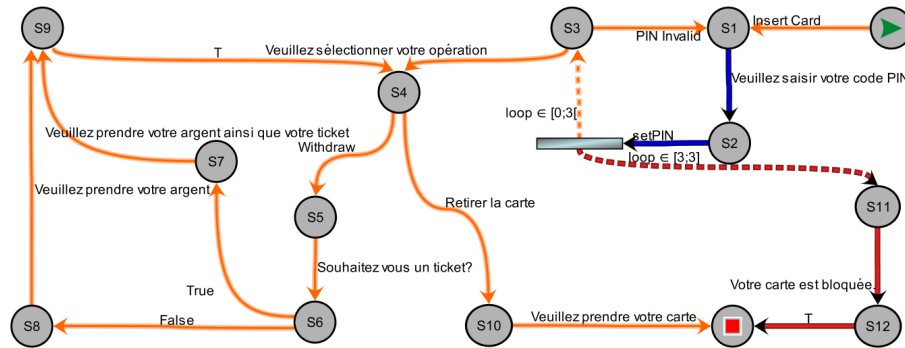 S9
S3
S1
Insert Card
PIN Invalid
T
Veuillez sélectionner votre opération
S4
Veuillez saisir votre code PIN
loop ∈ [0;3[
setPIN
S2
loop ∈ [3;3]
Veuillez prendre votre argent ainsi que votre ticket
Withdraw
S7
Veuillez prendre votre argent
S5
Retirer la carte
S11
Souhaitez vous un ticket?
Votre carte est bloquée.
True
S8
False
S6
S10
Veuillez prendre votre carte
T
S12